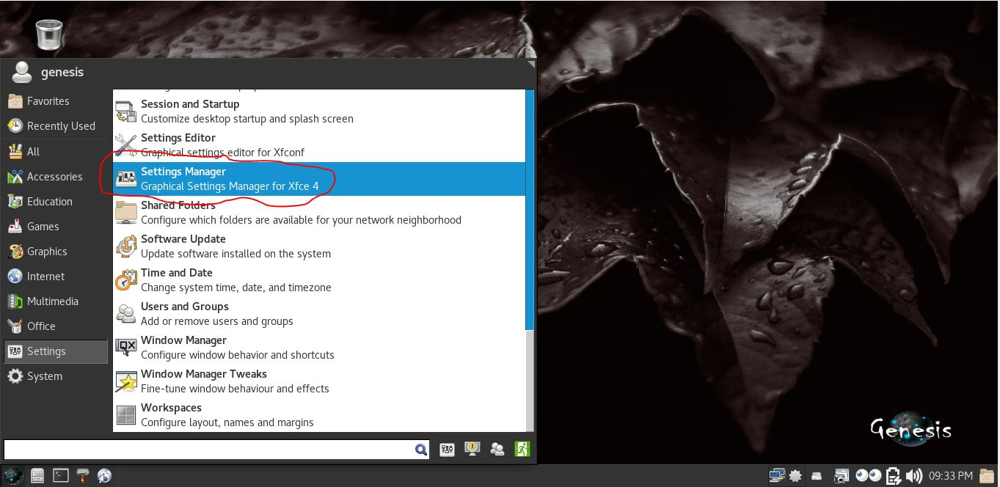 genesis
Favorites
Recently Used
All
Accessories
Education
Games
Graphics
Internet
Multimedia
Office
Settings
System
Session and Startup
Customize desktop startup and splash screen
Settings Editor
Graphical settings editor for Xfconf
Settings Manager
Graphical Settings Manager for Xfce 4
Shared Folders
Configure which folders are available for your network neighborhood
Software Update
Update software installed on the system
Time and Date
Change system time, date, and timezone
Users and Groups
Add or remove users and groups
Window Manager
Configure window behavior and shortcuts
Window Manager Tweaks
Fine-tune window behaviour and effects
Workspaces
Configure layout, names and margins
Genesis
09:33 PM